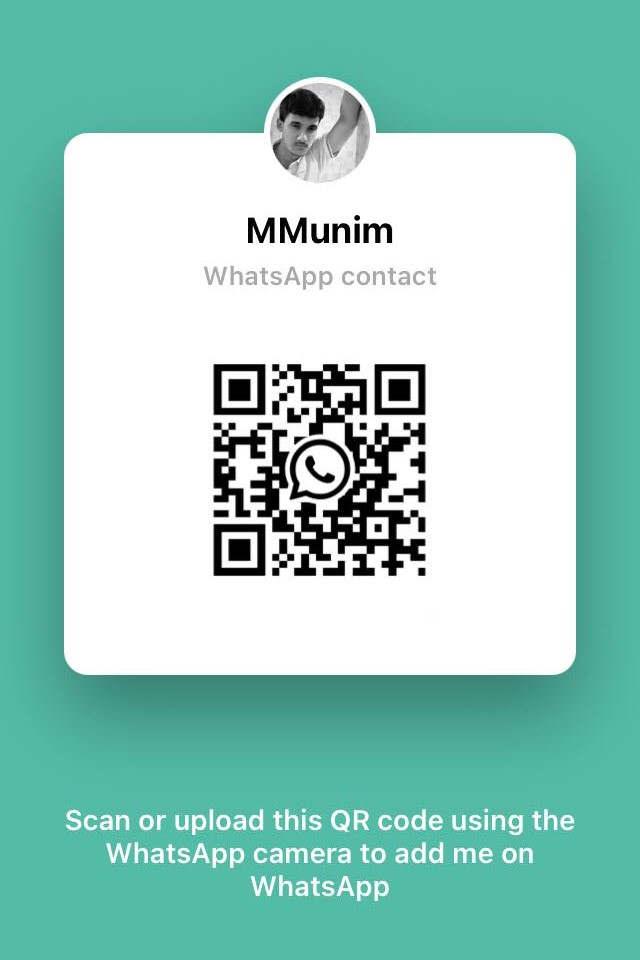 MMunim
WhatsApp contact
Scan or upload this QR code using the
WhatsApp camera to add me on
WhatsApp